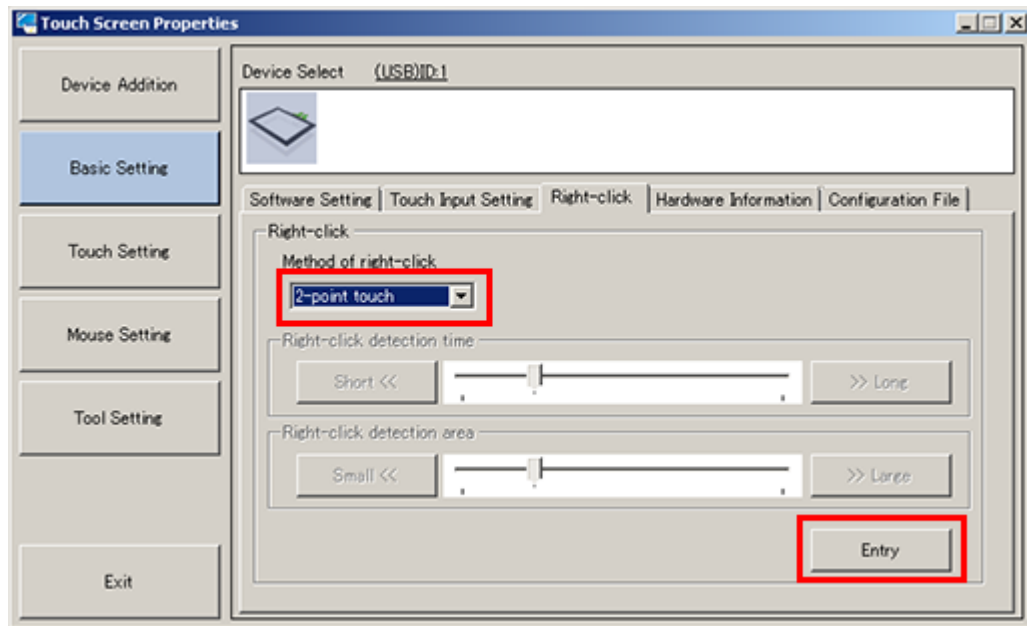 Touch Screen Properties
Device Addition
Basic Setting
Touch Setting
Mouse Setting
Tool Setting
Exit
Device Select (USB)ID:1
Software Setting Touch Input Setting Right-click Hardware Information Configuration File
Right-click
Method of right-click
2-point touch
Right-click detection time
Short << >> Long
Right-click detection area
Small << >> Large
Entry